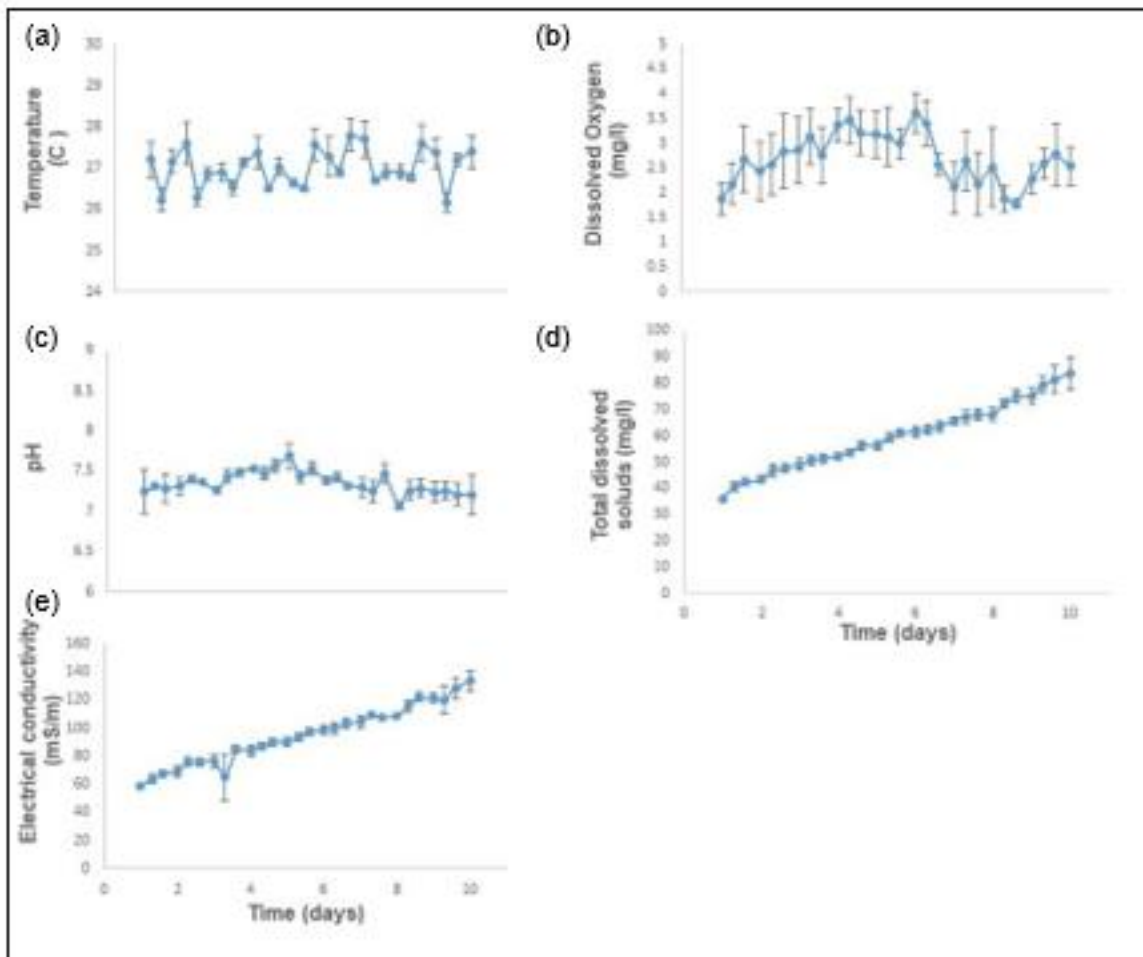 (a)
Temperature
(C )
30
29
28
27
26
25
24
(b)
Dissolved Oxygen
(mg/l)
5
4.5
4
3.5
3
2.5
2
1.5
1
0.5
0
(c)
pH
9
8.5
8
7.5
7
6.5
6
(d)
Total dissolved
soluds (mg/l)
100
90
80
70
60
50
40
30
20
10
0
0 2 4 6 8 10
Time (days)
(e)
Electrical conductivity
(mS/m)
160
140
120
100
80
60
40
20
0
0 2 4 6 8 10
Time (days)